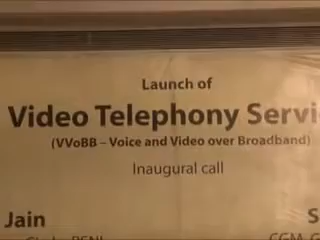 Launch of
Video Telephony Servi
(VVoBB – Voice and Video over Broadband)
Inaugural call
Jain S